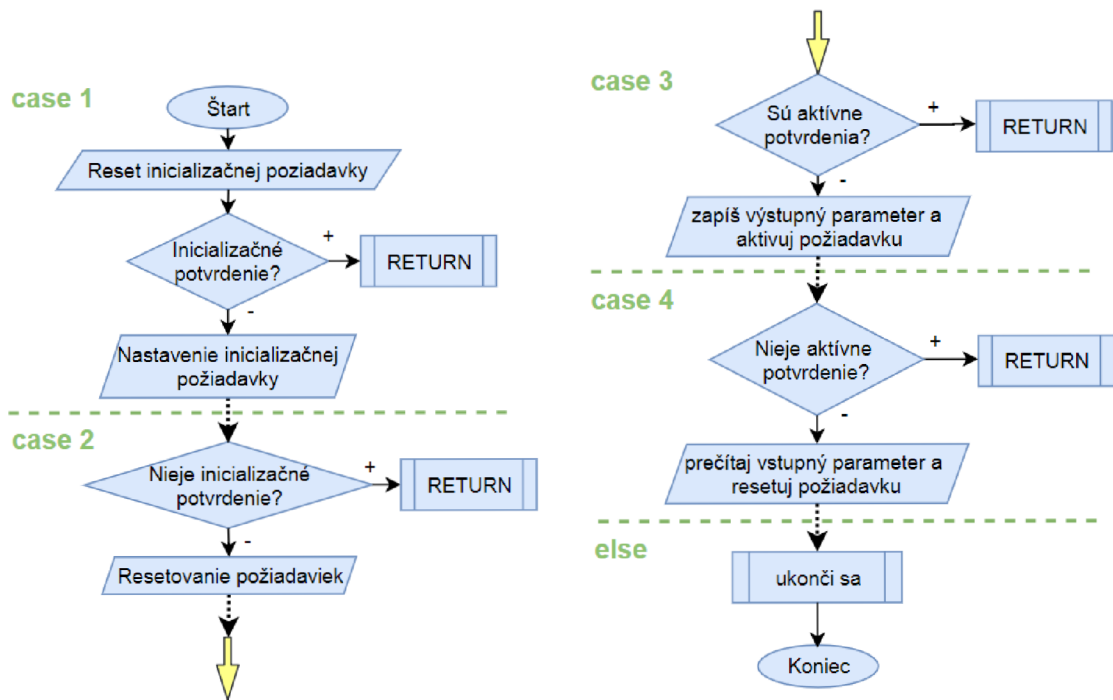 case 1
Štart
Reset inicializačnej poziadavky
Inicializačné
potvrdenie?
+
RETURN
-
Nastavenie inicializačnej
požiadavky
case 2
Nieje inicializačné
potvrdenie?
+
RETURN
-
Resetovanie požiadaviek
case 3
Sú aktívne
potvrdenia?
+
RETURN
-
zapíš výstupný parameter a
aktivuj požiadavku
case 4
Nieje aktívne
potvrdenie?
+
RETURN
-
prečítaj vstupný parameter a
resetuj požiadavku
else
ukonči sa
Koniec